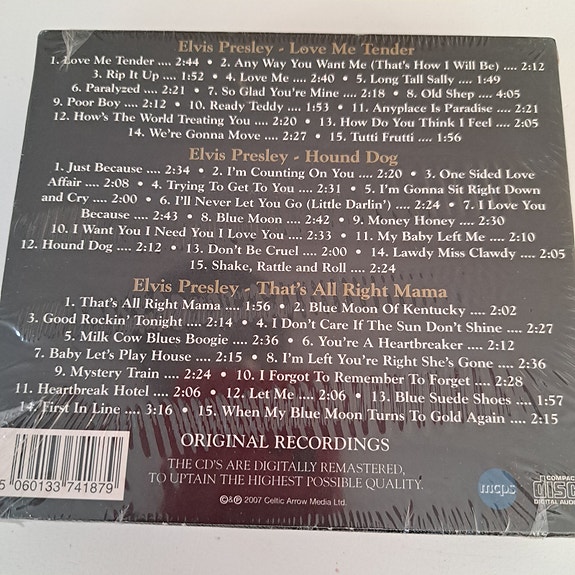 Elvis Presley - Love Me Tender
1. Love Me Tender .... 2:44 • 2. Any Way You Want Me (That's How I Will Be) .... 2:12
3. Rip It Up .... 1:52 • 4. Love Me .... 2:40 • 5. Long Tall Sally .... 1:49
6. Paralyzed .... 2:21 • 7. So Glad You're Mine .... 2:18 • 8. Old Shep .... 4:05
9. Poor Boy .... 2:12 • 10. Ready Teddy .... 1:53 • 11. Anyplace Is Paradise .... 2:21
12. How's The World Treating You .... 2:20 • 13. How Do You Think I Feel .... 2:05
14. We're Gonna Move .... 2:27 • 15. Tutti Frutti .... 1:56
Elvis Presley - Hound Dog
1. Just Because .... 2:34 • 2. I'm Counting On You .... 2:20 • 3. One Sided Love
Affair .... 2:08 • 4. Trying To Get To You .... 2:31 • 5. I'm Gonna Sit Right Down
and Cry .... 2:00 • 6. I'll Never Let You Go (Little Darlin') .... 2:24 • 7. I Love You
Because .... 2:43 • 8. Blue Moon .... 2:42 • 9. Money Honey .... 2:30
10. I Want You I Need You I Love You .... 2:33 • 11. My Baby Left Me .... 2:10
12. Hound Dog .... 2:12 • 13. Don't Be Cruel .... 2:00 • 14. Lawdy Miss Clawdy .... 2:05
15. Shake, Rattle and Roll .... 2:24
Elvis Presley - That's All Right Mama
1. That's All Right Mama .... 1:56 • 2. Blue Moon Of Kentucky .... 2:02
3. Good Rockin' Tonight .... 2:14 • 4. I Don't Care If The Sun Don't Shine .... 2:27
5. Milk Cow Blues Boogie .... 2:36 • 6. You're A Heartbreaker .... 2:12
7. Baby Let's Play House .... 2:15 • 8. I'm Left You're Right She's Gone .... 2:36
9. Mystery Train .... 2:24 • 10. I Forgot To Remember To Forget .... 2:28
11. Heartbreak Hotel .... 2:06 • 12. Let Me .... 2:06 • 13. Blue Suede Shoes .... 1:57
14. First In Line .... 3:16 • 15. When My Blue Moon Turns To Gold Again .... 2:15
ORIGINAL RECORDINGS
THE CD'S ARE DIGITALLY REMASTERED,
TO UPTAIN THE HIGHEST POSSIBLE QUALITY.
©&℗ 2007 Celtic Arrow Media Ltd.
5 060133 741879
mcps
COMPACT
DISC
DIGITAL AUDIO